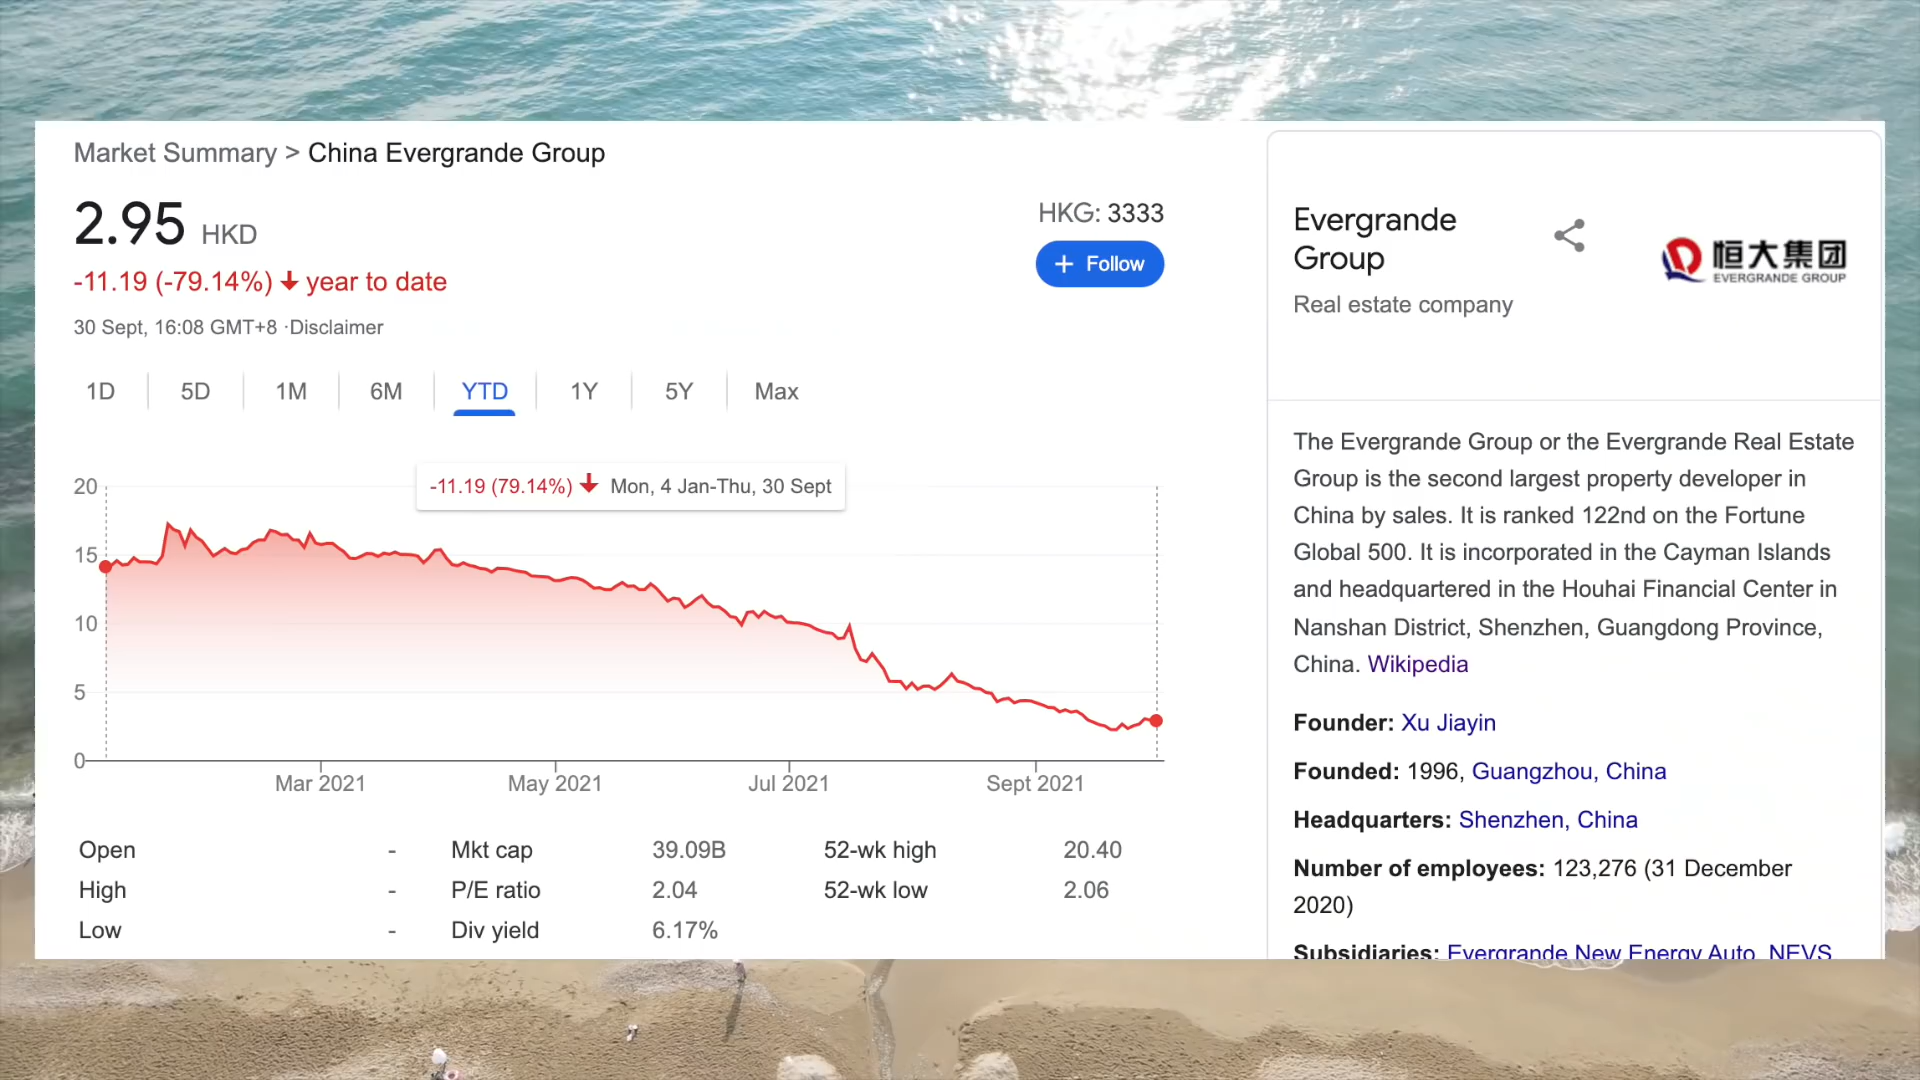 Market Summary > China Evergrande Group
2.95 HKD
-11.19 (-79.14%) ↓ year to date
30 Sept, 16:08 GMT+8 ·Disclaimer
HKG: 3333
+ Follow
1D 5D 1M 6M YTD 1Y 5Y Max
-11.19 (79.14%) ↓ Mon, 4 Jan-Thu, 30 Sept
20
15
10
5
0
Mar 2021 May 2021 Jul 2021 Sept 2021
Open - Mkt cap 39.09B 52-wk high 20.40
High - P/E ratio 2.04 52-wk low 2.06
Low - Div yield 6.17%
Evergrande
Group
Real estate company
恒大集团
EVERGRANDE GROUP
The Evergrande Group or the Evergrande Real Estate
Group is the second largest property developer in
China by sales. It is ranked 122nd on the Fortune
Global 500. It is incorporated in the Cayman Islands
and headquartered in the Houhai Financial Center in
Nanshan District, Shenzhen, Guangdong Province,
China. Wikipedia
Founder: Xu Jiayin
Founded: 1996, Guangzhou, China
Headquarters: Shenzhen, China
Number of employees: 123,276 (31 December
2020)
Subsidiaries: Evergrande New Energy Auto, NEVS